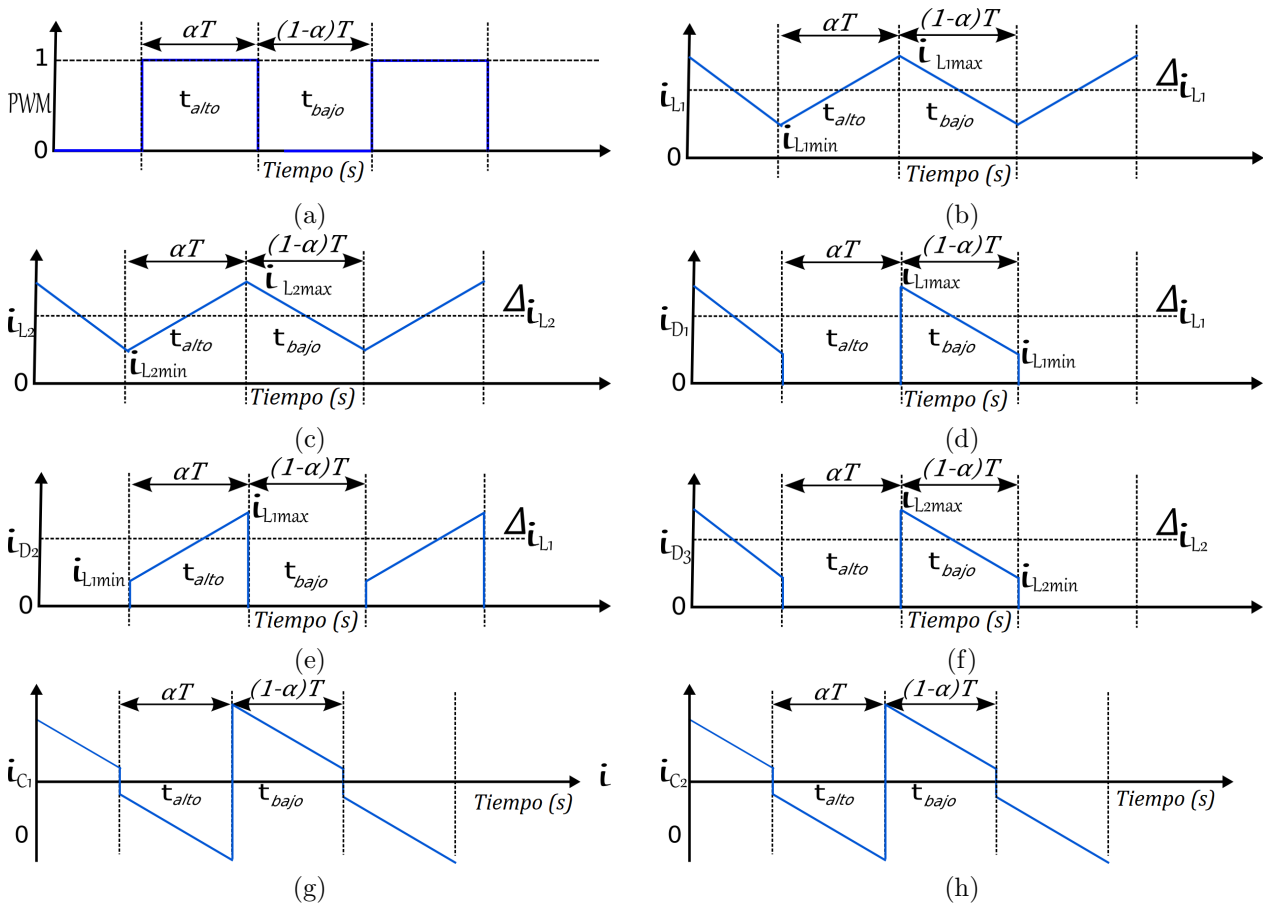 αT (1-α)T
1
PWM
t_alto t_bajo
0
Tiempo (s)
(a)
αT (1-α)T
i_L1max
i_L1
Δi_L1
t_alto t_bajo
i_L1min
0
Tiempo (s)
(b)
αT (1-α)T
i_L2max
i_L2
Δi_L2
t_alto t_bajo
i_L2min
0
Tiempo (s)
(c)
αT (1-α)T
i_L1max
i_D1
Δi_L1
t_alto t_bajo
i_L1min
0
Tiempo (s)
(d)
αT (1-α)T
i_L1max
i_D2
Δi_L1
i_L1min
t_alto t_bajo
0
Tiempo (s)
(e)
αT (1-α)T
i_L2max
i_D3
Δi_L2
t_alto t_bajo
i_L2min
0
Tiempo (s)
(f)
αT (1-α)T
i_C1
i
t_alto t_bajo
Tiempo (s)
0
(g)
αT (1-α)T
i_C2
t_alto t_bajo
Tiempo (s)
0
(h)